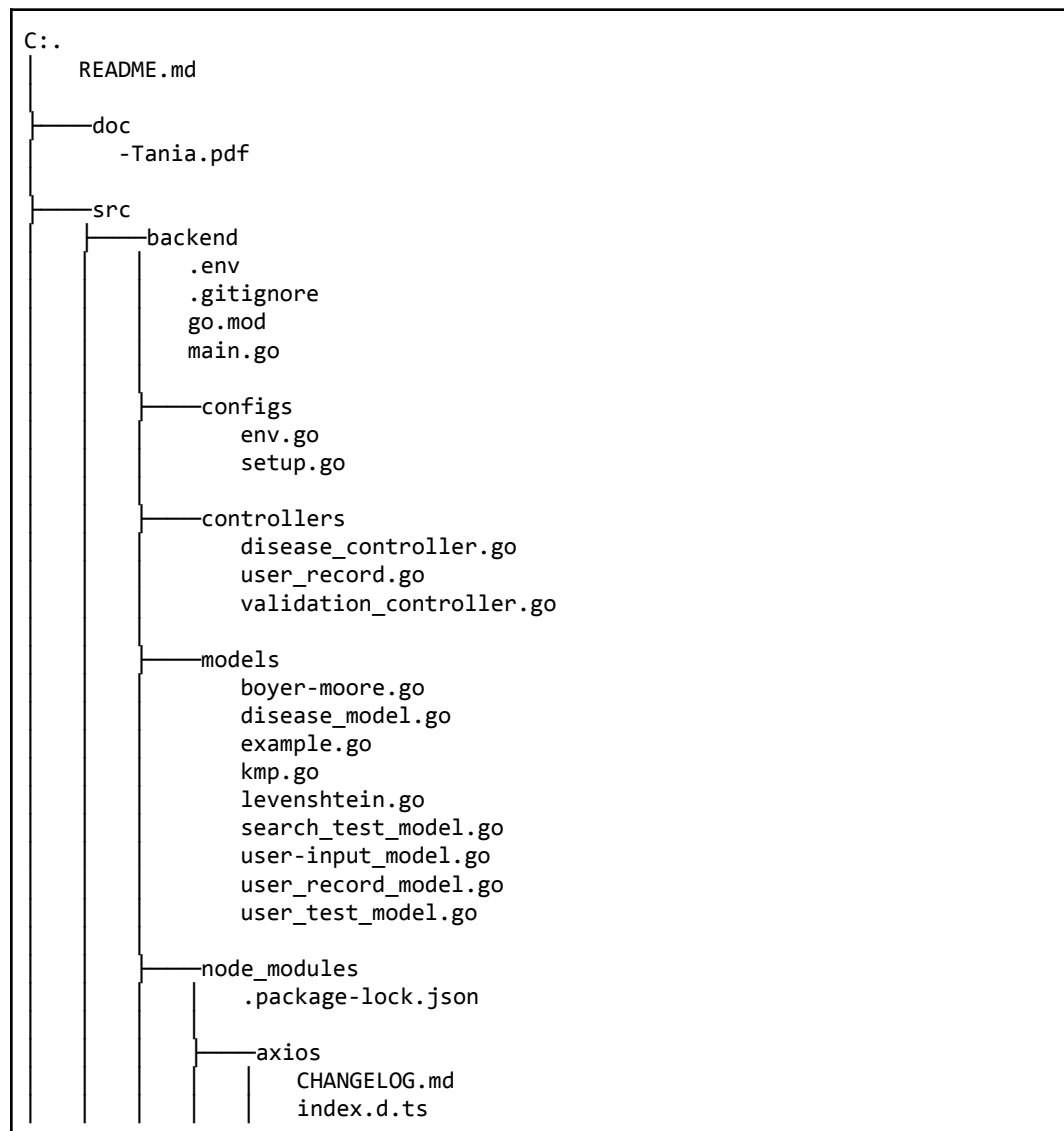 C:.
README.md
doc
-Tania.pdf
src
backend
.env
.gitignore
go.mod
main.go
configs
env.go
setup.go
controllers
disease_controller.go
user_record.go
validation_controller.go
models
boyer-moore.go
disease_model.go
example.go
kmp.go
levenshtein.go
search_test_model.go
user-input_model.go
user_record_model.go
user_test_model.go
node_modules
.package-lock.json
axios
CHANGELOG.md
index.d.ts